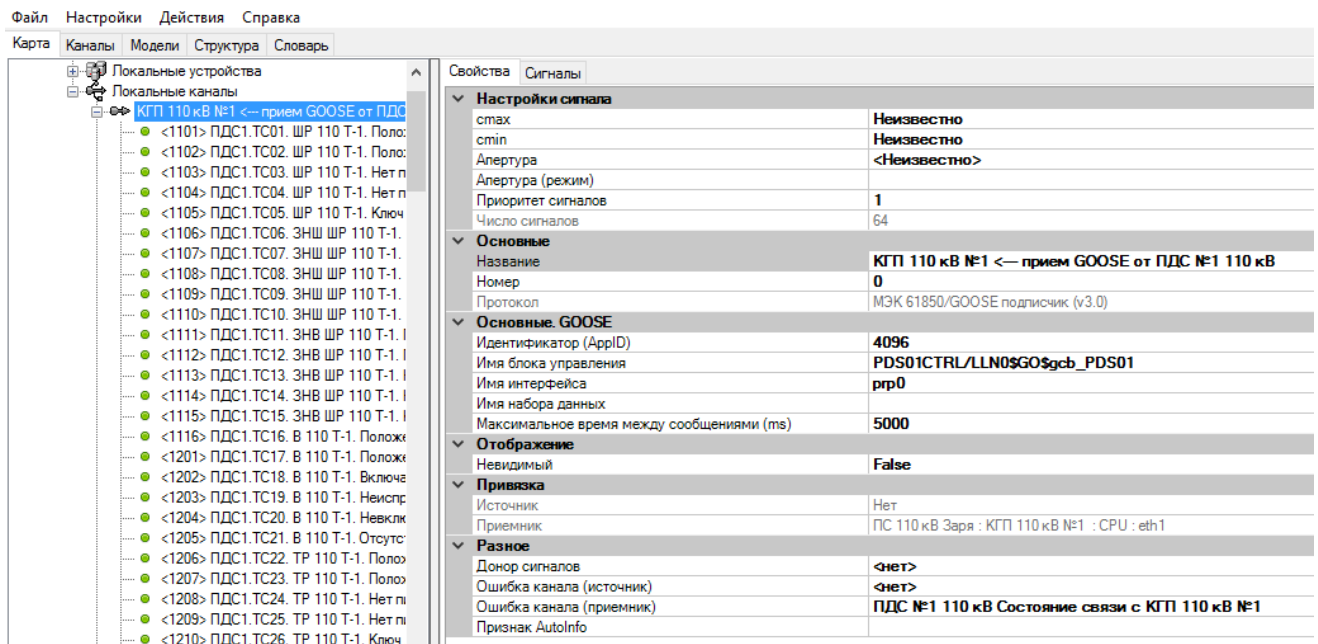 Файл Настройки Действия Справка
Карта Каналы Модели Структура Словарь
Локальные устройства
Локальные каналы
КГП 110 кВ №1 <--- прием GOOSE от ПДС
<1101> ПДС1.ТС01. ШР 110 Т-1. Полож
<1102> ПДС1.ТС02. ШР 110 Т-1. Полож
<1103> ПДС1.ТС03. ШР 110 Т-1. Нет п
<1104> ПДС1.ТС04. ШР 110 Т-1. Нет п
<1105> ПДС1.ТС05. ШР 110 Т-1. Ключ
<1106> ПДС1.ТС06. ЗНШ ШР 110 Т-1.
<1107> ПДС1.ТС07. ЗНШ ШР 110 Т-1.
<1108> ПДС1.ТС08. ЗНШ ШР 110 Т-1.
<1109> ПДС1.ТС09. ЗНШ ШР 110 Т-1.
<1110> ПДС1.ТС10. ЗНШ ШР 110 Т-1.
<1111> ПДС1.ТС11. ЗНВ ШР 110 Т-1.
<1112> ПДС1.ТС12. ЗНВ ШР 110 Т-1.
<1113> ПДС1.ТС13. ЗНВ ШР 110 Т-1.
<1114> ПДС1.ТС14. ЗНВ ШР 110 Т-1.
<1115> ПДС1.ТС15. ЗНВ ШР 110 Т-1.
<1116> ПДС1.ТС16. В 110 Т-1. Положе
<1201> ПДС1.ТС17. В 110 Т-1. Положе
<1202> ПДС1.ТС18. В 110 Т-1. Включа
<1203> ПДС1.ТС19. В 110 Т-1. Неиспр
<1204> ПДС1.ТС20. В 110 Т-1. Невклю
<1205> ПДС1.ТС21. В 110 Т-1. Отсутс
<1206> ПДС1.ТС22. ТР 110 Т-1. Полож
<1207> ПДС1.ТС23. ТР 110 Т-1. Полож
<1208> ПДС1.ТС24. ТР 110 Т-1. Нет п
<1209> ПДС1.ТС25. ТР 110 Т-1. Нет п
<1210> ПДС1.ТС26. ТР 110 Т-1. Ключ
Свойства Сигналы
Настройки сигнала
cmax Неизвестно
cmin Неизвестно
Апертура <Неизвестно>
Апертура (режим)
Приоритет сигналов 1
Число сигналов 64
Основные
Название КГП 110 кВ №1 <--- прием GOOSE от ПДС №1 110 кВ
Номер 0
Протокол МЭК 61850/GOOSE подписчик (v3.0)
Основные. GOOSE
Идентификатор (AppID) 4096
Имя блока управления PDS01CTRL/LLN0$GO$gcb_PDS01
Имя интерфейса prp0
Имя набора данных
Максимальное время между сообщениями (ms) 5000
Отображение
Невидимый False
Привязка
Источник Нет
Приемник ПС 110 кВ Заря : КГП 110 кВ №1 : CPU : eth1
Разное
Донор сигналов <нет>
Ошибка канала (источник) <нет>
Ошибка канала (приемник) ПДС №1 110 кВ Состояние связи с КГП 110 кВ №1
Признак AutoInfo